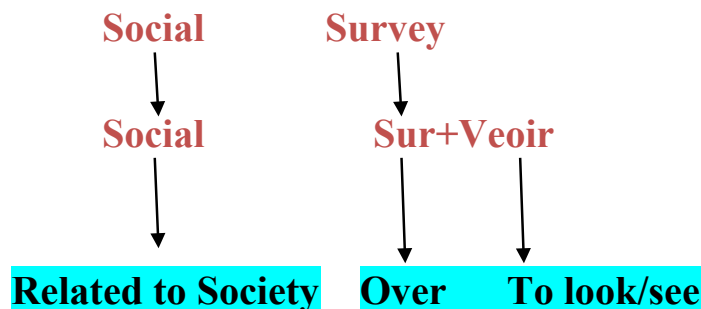 Social Survey
Social Sur+Veoir
Related to Society Over To look/see